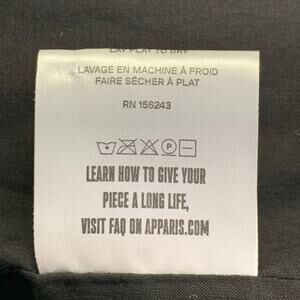 LAY FLAT TO DRY
LAVAGE EN MACHINE À FROID
FAIRE SÉCHER À PLAT
RN 156243
P
LEARN HOW TO GIVE YOUR
PIECE A LONG LIFE,
VISIT FAQ ON APPARIS.COM